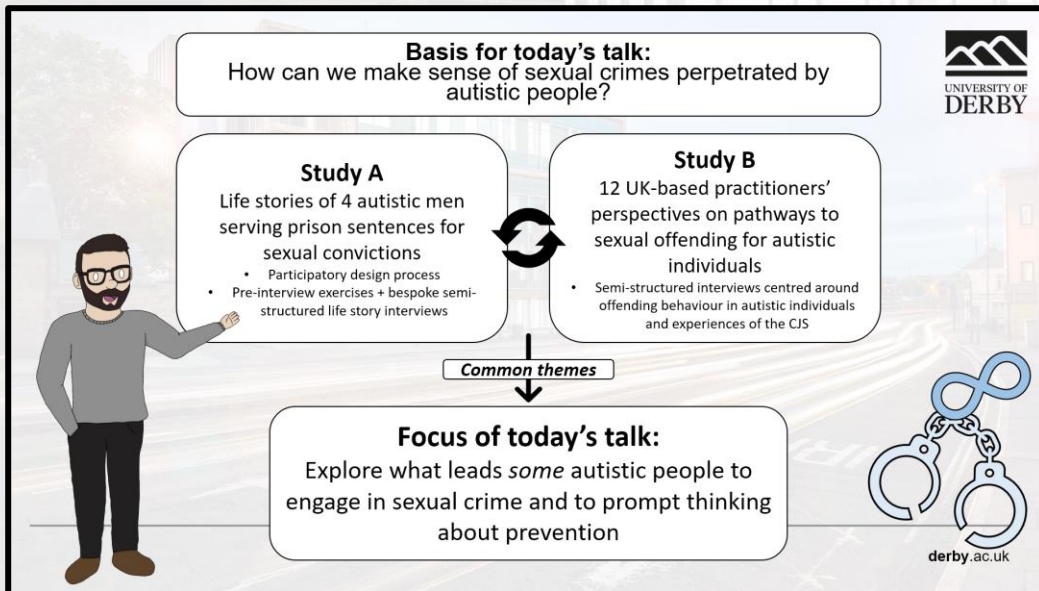 Basis for today's talk:
How can we make sense of sexual crimes perpetrated by
autistic people?
UNIVERSITY OF
DERBY
Study A
Life stories of 4 autistic men
serving prison sentences for
sexual convictions
• Participatory design process
• Pre-interview exercises + bespoke semi-
structured life story interviews
Study B
12 UK-based practitioners'
perspectives on pathways to
sexual offending for autistic
individuals
• Semi-structured interviews centred around
offending behaviour in autistic individuals
and experiences of the CJS
Common themes
Focus of today's talk:
Explore what leads some autistic people to
engage in sexual crime and to prompt thinking
about prevention
derby.ac.uk